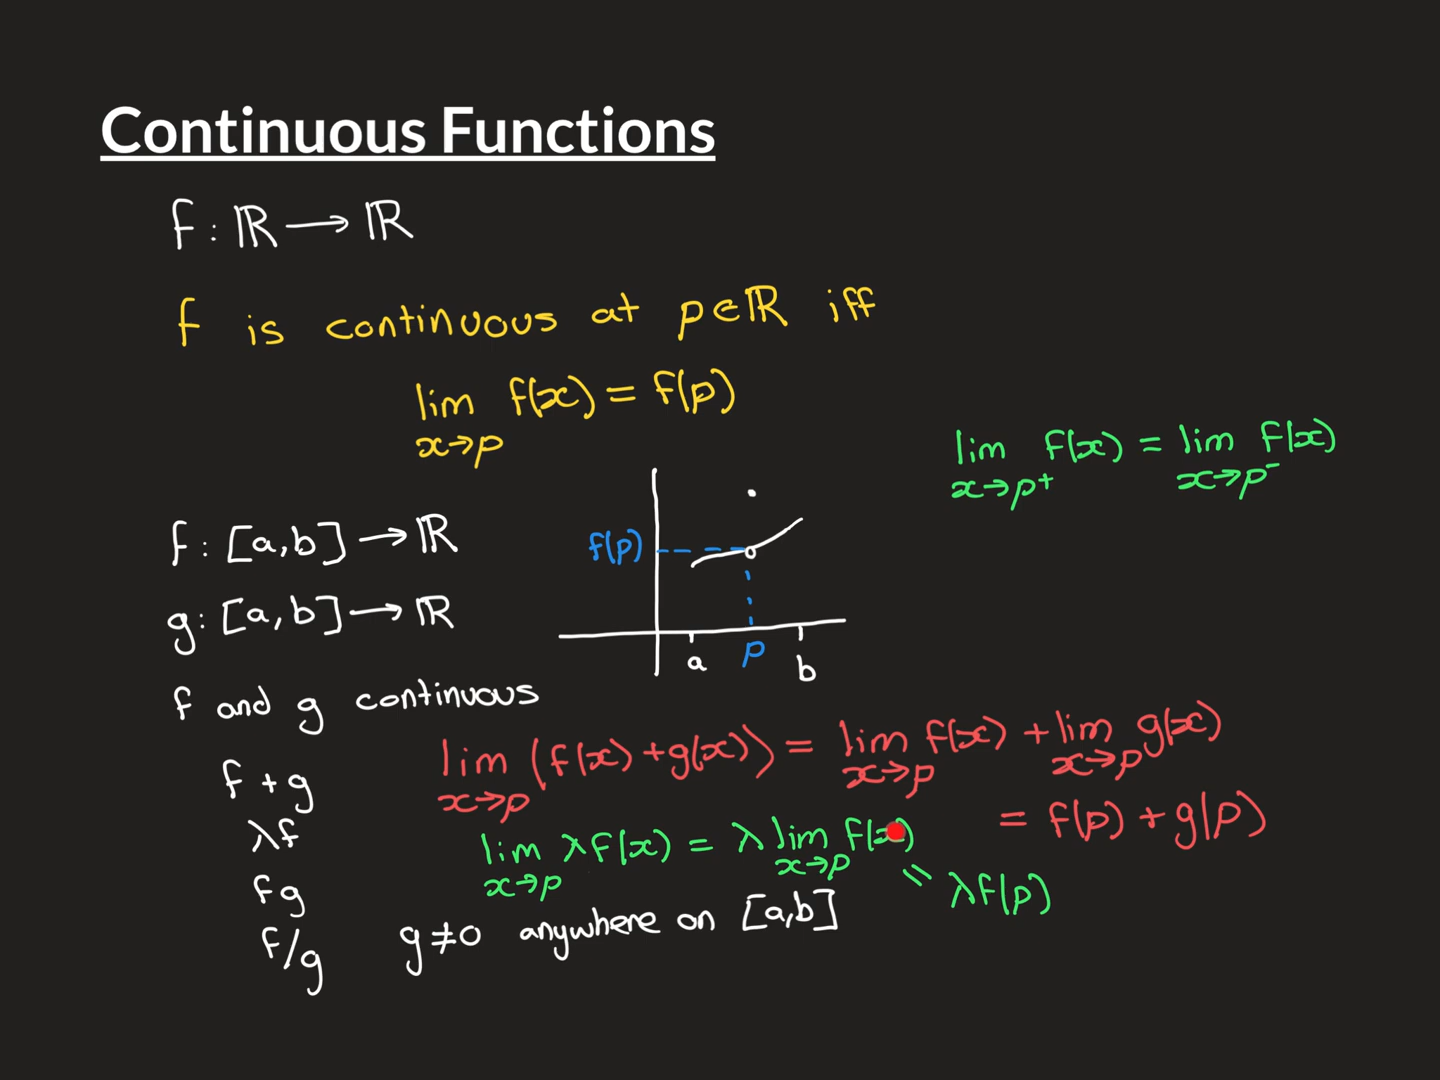 Continuous Functions
f : ℝ → ℝ
f is continuous at p∈ℝ iff
lim f(x) = f(p)
x→p
lim f(x) = lim f(x)
x→p⁺ x→p⁻
f : [a,b] → ℝ
f(p)
g : [a,b] → ℝ
a p b
f and g continuous
f + g
lim (f(x) + g(x)) = lim f(x) + lim g(x)
x→p x→p x→p
= f(p) + g(p)
λf
lim λf(x) = λ lim f(x)
x→p x→p
= λf(p)
fg
f/g g≠0 anywhere on [a,b]